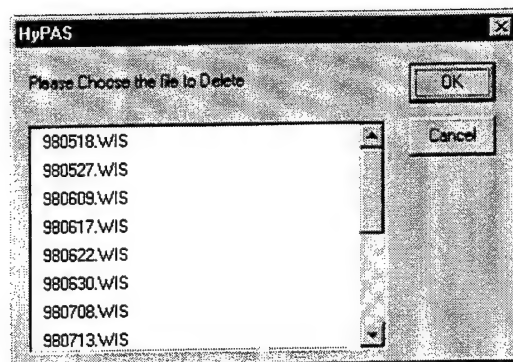 HyPAS
Please Choose the file to Delete
OK
Cancel
980518.WIS
980527.WIS
980609.WIS
980617.WIS
980622.WIS
980630.WIS
980708.WIS
980713.WIS